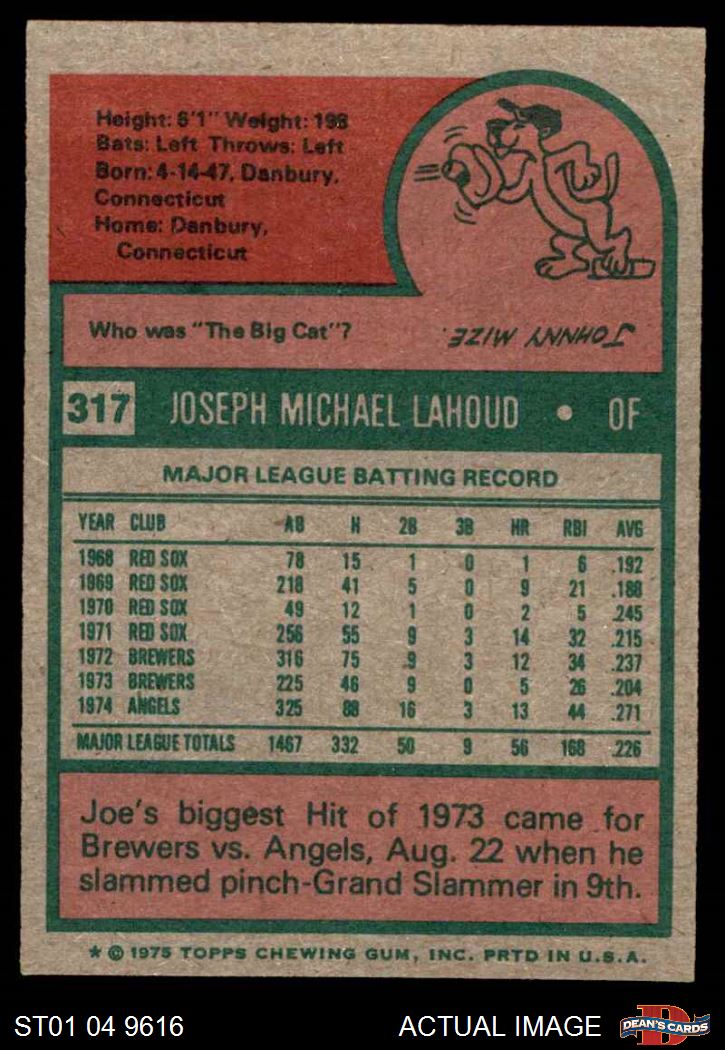 Height: 6'1" Weight: 198
Bats: Left Throws: Left
Born: 4-14-47, Danbury,
Connecticut
Home: Danbury,
Connecticut
Who was "The Big Cat"?
JOHNNY MIZE.
317 JOSEPH MICHAEL LAHOUD • OF
MAJOR LEAGUE BATTING RECORD
YEAR CLUB AB H 2B 3B HR RBI AVG
1968 RED SOX 78 15 1 0 1 6 .192
1969 RED SOX 218 41 5 0 9 21 .188
1970 RED SOX 49 12 1 0 2 5 .245
1971 RED SOX 256 55 9 3 14 32 .215
1972 BREWERS 316 75 9 3 12 34 .237
1973 BREWERS 225 46 9 0 5 26 .204
1974 ANGELS 325 88 16 3 13 44 .271
MAJOR LEAGUE TOTALS 1467 332 50 9 56 168 .226
Joe's biggest Hit of 1973 came for
Brewers vs. Angels, Aug. 22 when he
slammed pinch-Grand Slammer in 9th.
* © 1975 TOPPS CHEWING GUM, INC. PRTD IN U.S.A.
ST01 04 9616 ACTUAL IMAGE DEAN'S CARDS